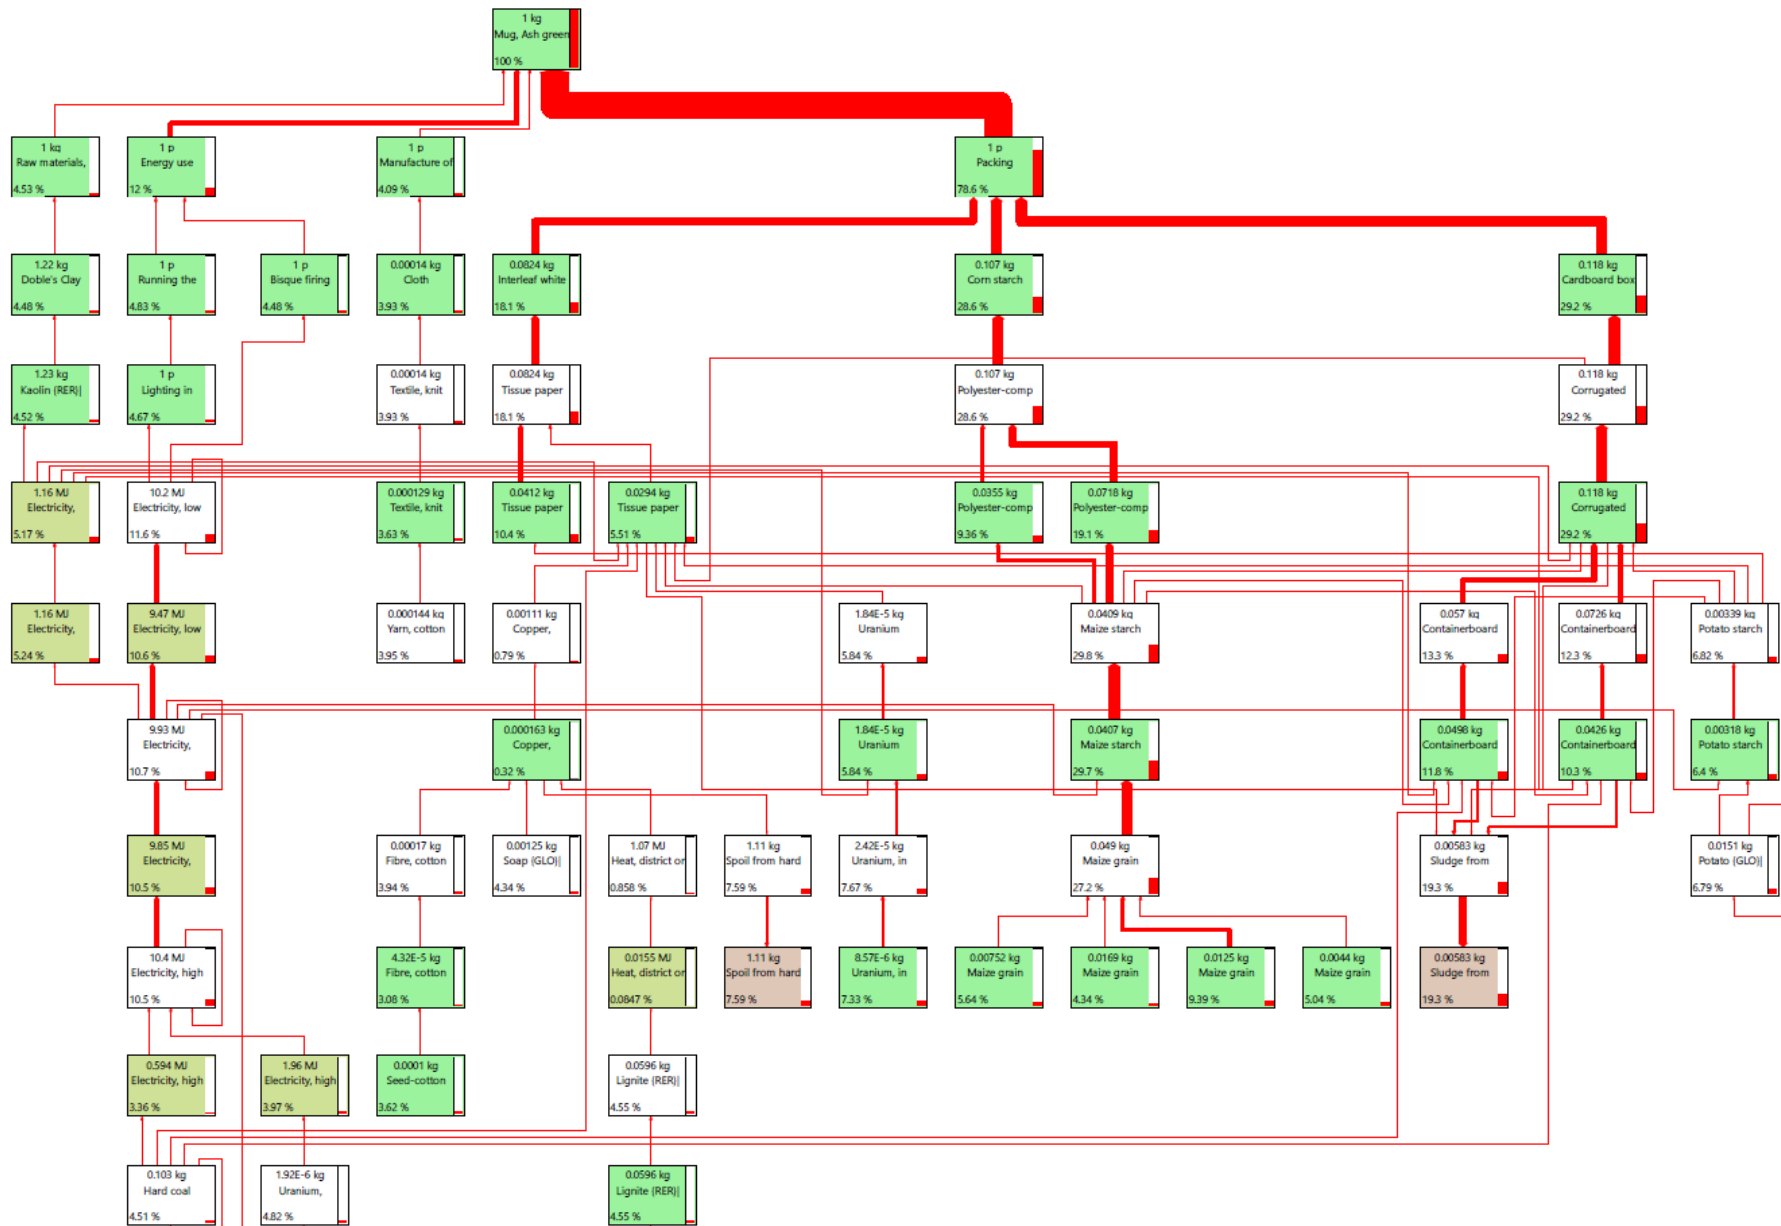 1 kg
Mug, Ash green
100 %
1 kg
Raw materials,
4.53 %
1 p
Energy use
12 %
1 p
Manufacture of
4.09 %
1 p
Packing
78.6 %
1.22 kg
Doble's Clay
4.48 %
1 p
Running the
4.83 %
1 p
Bisque firing
4.48 %
0.00014 kg
Cloth
3.93 %
0.0824 kg
Interleaf white
18.1 %
0.107 kg
Corn starch
28.6 %
0.118 kg
Cardboard box
29.2 %
1.23 kg
Kaolin {RER}|
4.52 %
1 p
Lighting in
4.67 %
0.00014 kg
Textile, knit
3.93 %
0.0824 kg
Tissue paper
18.1 %
0.107 kg
Polyester-comp
28.6 %
0.118 kg
Corrugated
29.2 %
1.16 MJ
Electricity,
5.17 %
10.2 MJ
Electricity, low
11.6 %
0.000129 kg
Textile, knit
3.63 %
0.0412 kg
Tissue paper
10.4 %
0.0294 kg
Tissue paper
5.51 %
0.0355 kg
Polyester-comp
9.36 %
0.0718 kg
Polyester-comp
19.1 %
0.118 kg
Corrugated
29.2 %
1.16 MJ
Electricity,
5.24 %
9.47 MJ
Electricity, low
10.6 %
0.000144 kg
Yarn, cotton
3.95 %
0.00111 kg
Copper,
0.79 %
1.84E-5 kg
Uranium
5.84 %
0.0409 kg
Maize starch
29.8 %
0.057 kg
Containerboard
13.3 %
0.0726 kg
Containerboard
12.3 %
0.00339 kg
Potato starch
6.82 %
9.93 MJ
Electricity,
10.7 %
0.000163 kg
Copper,
0.32 %
1.84E-5 kg
Uranium
5.84 %
0.0407 kg
Maize starch
29.7 %
0.0498 kg
Containerboard
11.8 %
0.0426 kg
Containerboard
10.3 %
0.00318 kg
Potato starch
6.4 %
9.85 MJ
Electricity,
10.5 %
0.00017 kg
Fibre, cotton
3.94 %
0.00125 kg
Soap {GLO}|
4.34 %
1.07 MJ
Heat, district or
0.858 %
1.11 kg
Spoil from hard
7.59 %
2.42E-5 kg
Uranium, in
7.67 %
0.049 kg
Maize grain
27.2 %
0.00583 kg
Sludge from
19.3 %
0.0151 kg
Potato {GLO}|
6.79 %
10.4 MJ
Electricity, high
10.5 %
4.32E-5 kg
Fibre, cotton
3.08 %
0.0155 MJ
Heat, district or
0.0847 %
1.11 kg
Spoil from hard
7.59 %
8.57E-6 kg
Uranium, in
7.33 %
0.00752 kg
Maize grain
5.64 %
0.0169 kg
Maize grain
4.34 %
0.0125 kg
Maize grain
9.39 %
0.0044 kg
Maize grain
5.04 %
0.00583 kg
Sludge from
19.3 %
0.594 MJ
Electricity, high
3.36 %
1.96 MJ
Electricity, high
3.97 %
0.0001 kg
Seed-cotton
3.62 %
0.0596 kg
Lignite {RER}|
4.55 %
0.103 kg
Hard coal
4.51 %
1.92E-6 kg
Uranium,
4.82 %
0.0596 kg
Lignite {RER}|
4.55 %